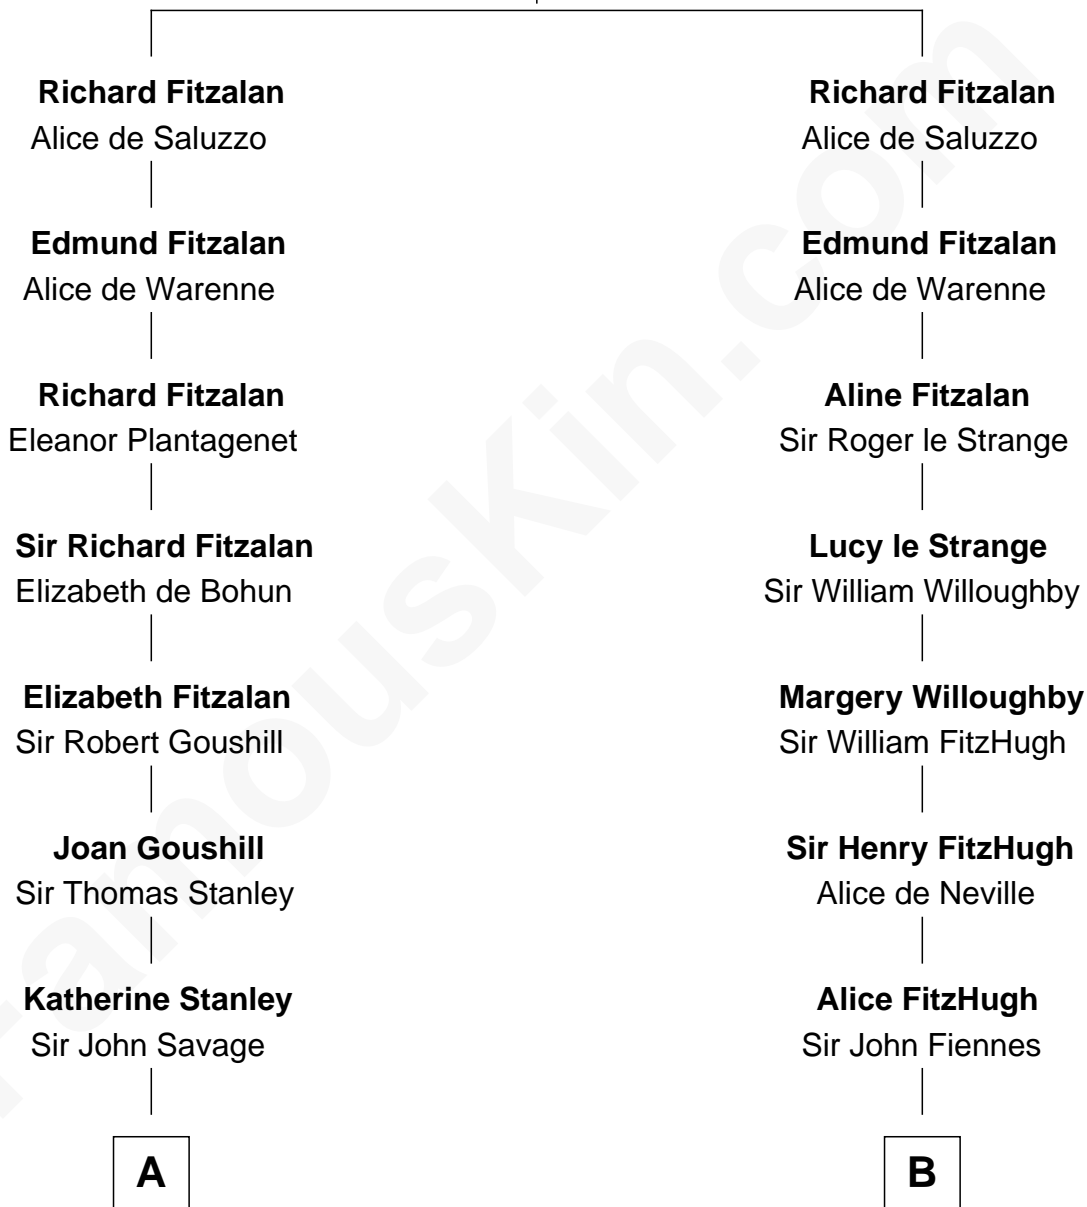 Richard Fitzalan
Alice de Saluzzo
Edmund Fitzalan
Alice de Warenne
Richard Fitzalan
Eleanor Plantagenet
Sir Richard Fitzalan
Elizabeth de Bohun
Elizabeth Fitzalan
Sir Robert Goushill
Joan Goushill
Sir Thomas Stanley
Katherine Stanley
Sir John Savage
A
Richard Fitzalan
Alice de Saluzzo
Edmund Fitzalan
Alice de Warenne
Aline Fitzalan
Sir Roger le Strange
Lucy le Strange
Sir William Willoughby
Margery Willoughby
Sir William FitzHugh
Sir Henry FitzHugh
Alice de Neville
Alice FitzHugh
Sir John Fiennes
B
FamousKin.com